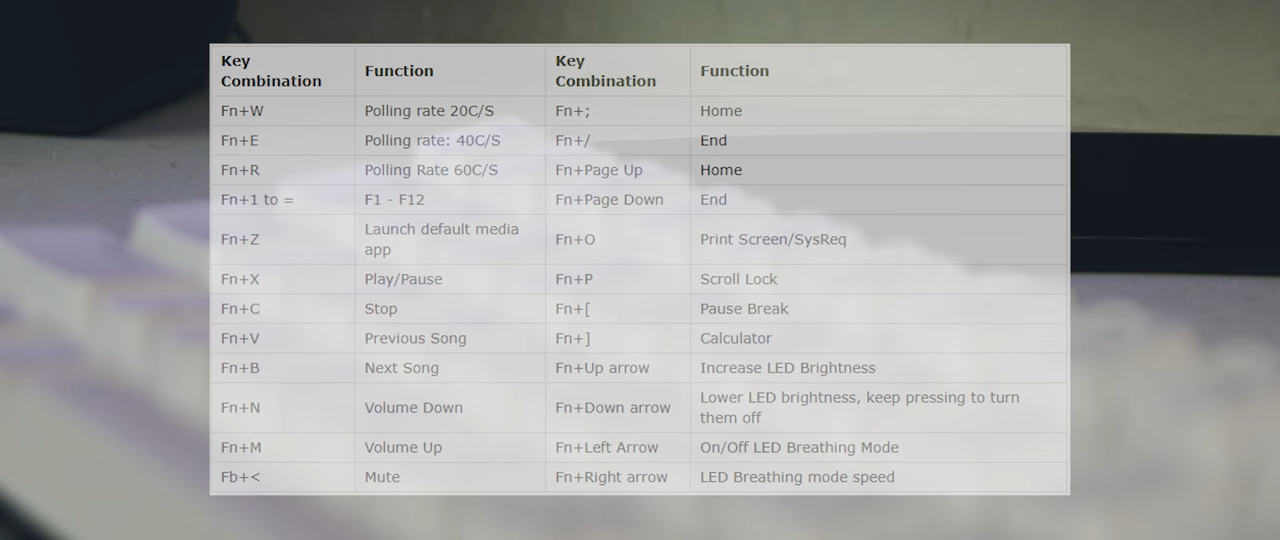 Key Combination Function Key Combination Function
Fn+W Polling rate 20C/S Fn+; Home
Fn+E Polling rate: 40C/S Fn+/ End
Fn+R Polling Rate 60C/S Fn+Page Up Home
Fn+1 to = F1 - F12 Fn+Page Down End
Fn+Z Launch default media app Fn+O Print Screen/SysReq
Fn+X Play/Pause Fn+P Scroll Lock
Fn+C Stop Fn+[ Pause Break
Fn+V Previous Song Fn+] Calculator
Fn+B Next Song Fn+Up arrow Increase LED Brightness
Fn+N Volume Down Fn+Down arrow Lower LED brightness, keep pressing to turn them off
Fn+M Volume Up Fn+Left Arrow On/Off LED Breathing Mode
Fb+< Mute Fn+Right arrow LED Breathing mode speed